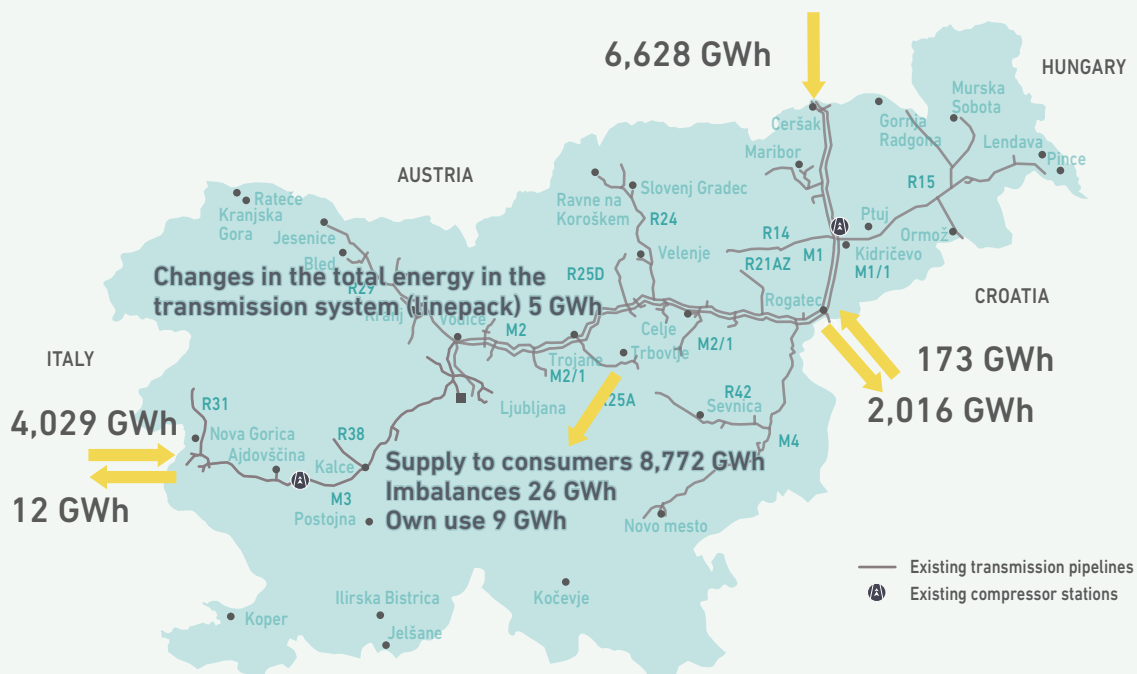 6,628 GWh
HUNGARY
Murska
Sobota
Gornja
Radgona
Ceršak
Lendava
Pince
Maribor
AUSTRIA
Slovenj Gradec
Ravne na
Koroškem
R15
Rateče
Kranjska
Gora
R24
Ptuj
Jesenice
R14
Ormož
Bled
Velenje
M1
Kidričevo
R21AZ
M1/1
R25D
Changes in the total energy in the
transmission system (linepack) 5 GWh
R29
Kranj
Rogatec
CROATIA
Vodice
M2
Celje
M2/1
Trojane
Trbovlje
M2/1
ITALY
173 GWh
R25A
R42
2,016 GWh
Ljubljana
Sevnica
R31
4,029 GWh
Nova Gorica
R38
M4
Ajdovščina
Kalce
Supply to consumers 8,772 GWh
Imbalances 26 GWh
Own use 9 GWh
M3
12 GWh
Postojna
Novo mesto
Existing transmission pipelines
Existing compressor stations
Kočevje
Ilirska Bistrica
Koper
Jelšane